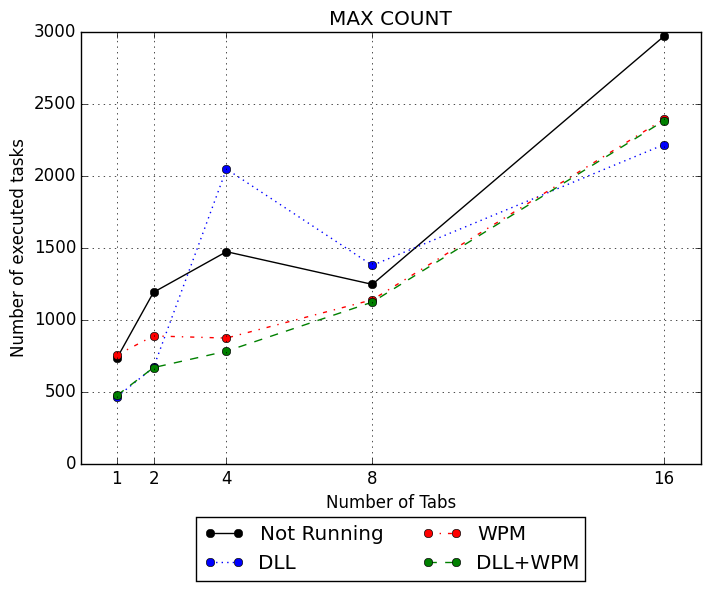 MAX COUNT
3000
2500
2000
1500
1000
500
0
Number of executed tasks
1 2 4 8 16
Number of Tabs
Not Running WPM
DLL DLL+WPM